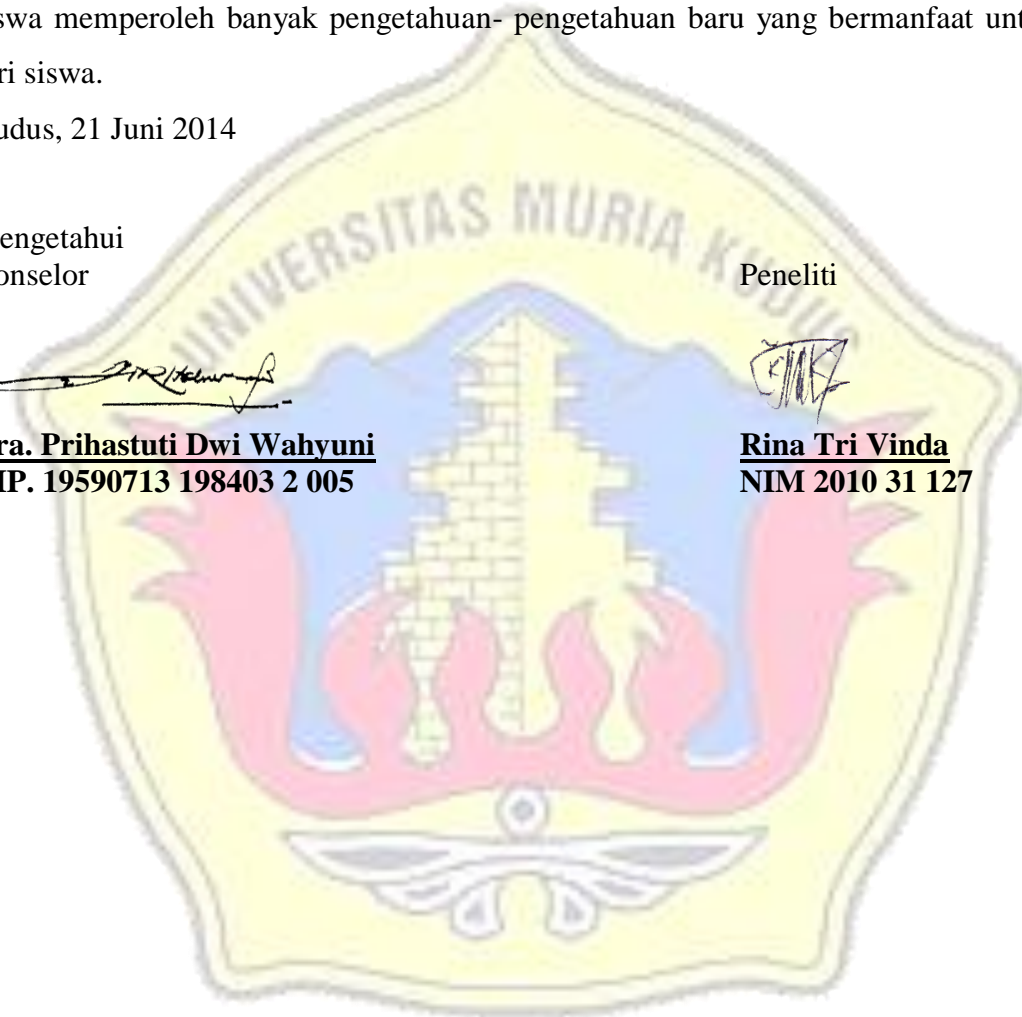 swa memperoleh banyak pengetahuan- pengetahuan baru yang bermanfaat unt
ri siswa.
udus, 21 Juni 2014
engetahui
onselor
Peneliti
UNIVERSITAS MURIA KUDUS
ra. Prihastuti Dwi Wahyuni
IP. 19590713 198403 2 005
Rina Tri Vinda
NIM 2010 31 127